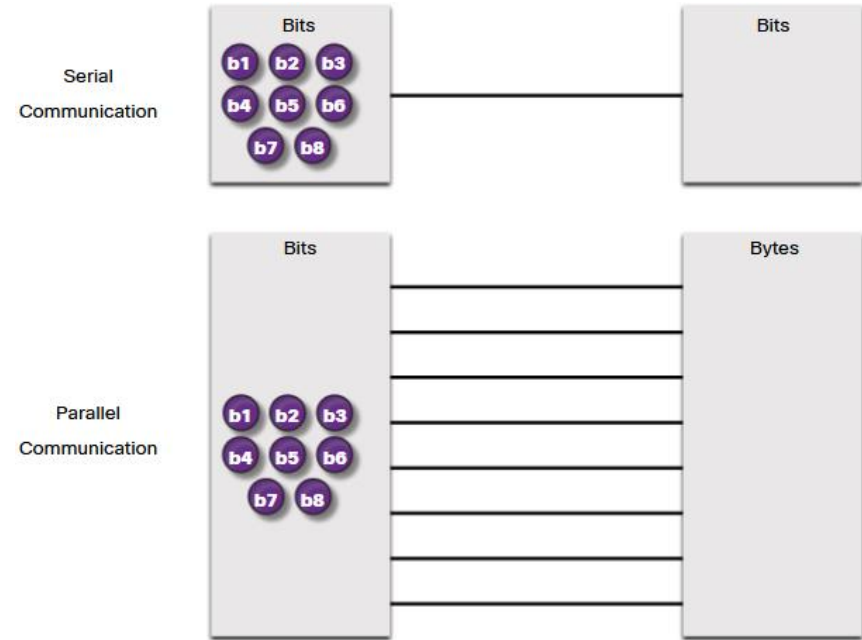 Bits
Bits
Serial
Communication
b1 b2 b3
b4 b5 b6
b7 b8
Bits
Bytes
Parallel
Communication
b1 b2 b3
b4 b5 b6
b7 b8